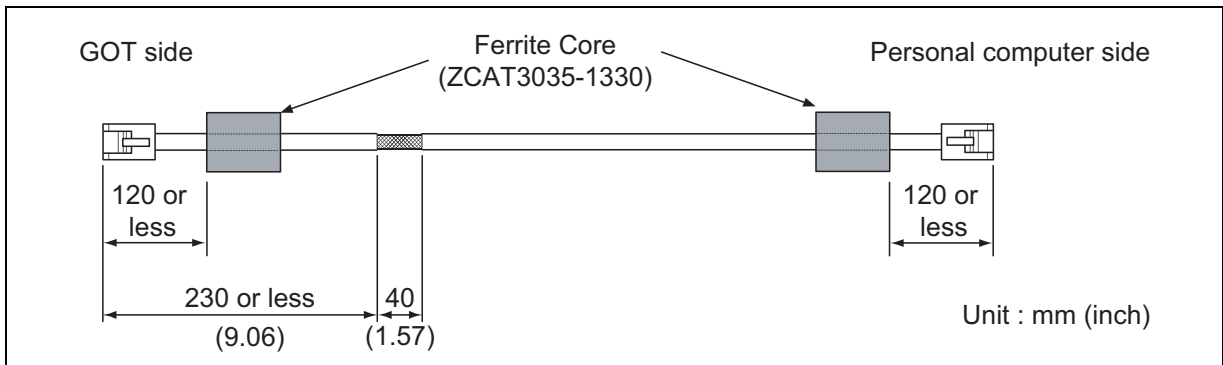 GOT side
Ferrite Core
(ZCAT3035-1330)
Personal computer side
120 or
less
120 or
less
230 or less
(9.06)
40
(1.57)
Unit : mm (inch)